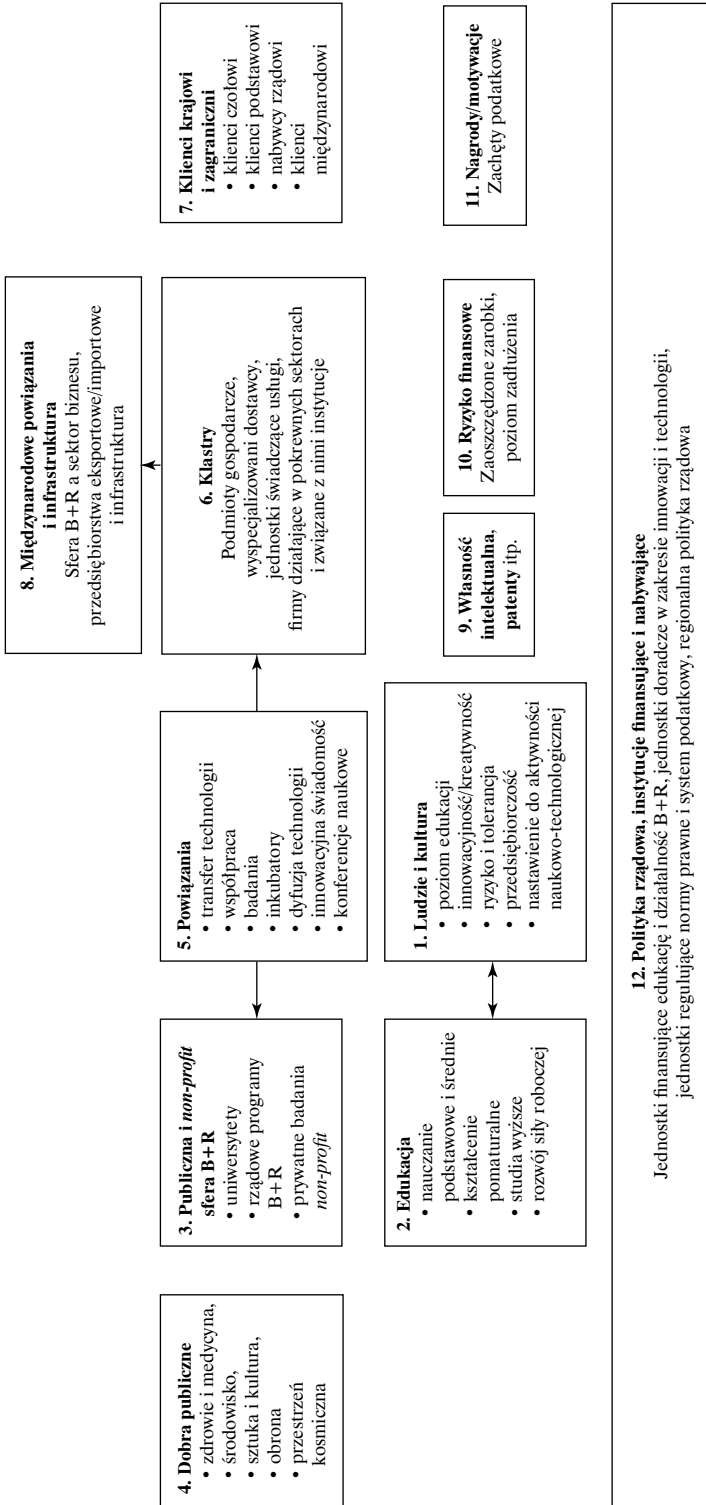 8. Międzynarodowe powiązania
i infrastruktura
Sfera B+R a sektor biznesu,
przedsiębiorstwa eksportowe/importowe
i infrastruktura
4. Dobra publiczne
• zdrowie i medycyna,
• środowisko,
• sztuka i kultura,
• obrona
• przestrzeń
kosmiczna
3. Publiczna i non-profit
sfera B+R
• uniwersytety
• rządowe programy
B+R
• prywatne badania
non-profit
5. Powiązania
• transfer technologii
• współpraca
• badania
• inkubatory
• dyfuzja technologii
• innowacyjna świadomość
• konferencje naukowe
6. Klastry
Podmioty gospodarcze,
wyspecjalizowani dostawcy,
jednostki świadczące usługi,
firmy działające w pokrewnych sektorach
i związane z nimi instytucje
7. Klienci krajowi
i zagraniczni
• klienci czołowi
• klienci podstawowi
• nabywcy rządowi
• klienci
międzynarodowi
2. Edukacja
• nauczanie
podstawowe i średnie
• kształcenie
pomaturalne
• studia wyższe
• rozwój siły roboczej
1. Ludzie i kultura
• poziom edukacji
• innowacyjność/kreatywność
• ryzyko i tolerancja
• przedsiębiorczość
• nastawienie do aktywności
naukowo-technologicznej
9. Własność
intelektualna,
patenty itp.
10. Ryzyko finansowe
Zaoszczędzone zarobki,
poziom zadłużenia
11. Nagrody/motywacje
Zachęty podatkowe
12. Polityka rządowa, instytucje finansujące i nabywające
Jednostki finansujące edukację i działalność B+R, jednostki doradcze w zakresie innowacji i technologii,
jednostki regulujące normy prawne i system podatkowy, regionalna polityka rządowa